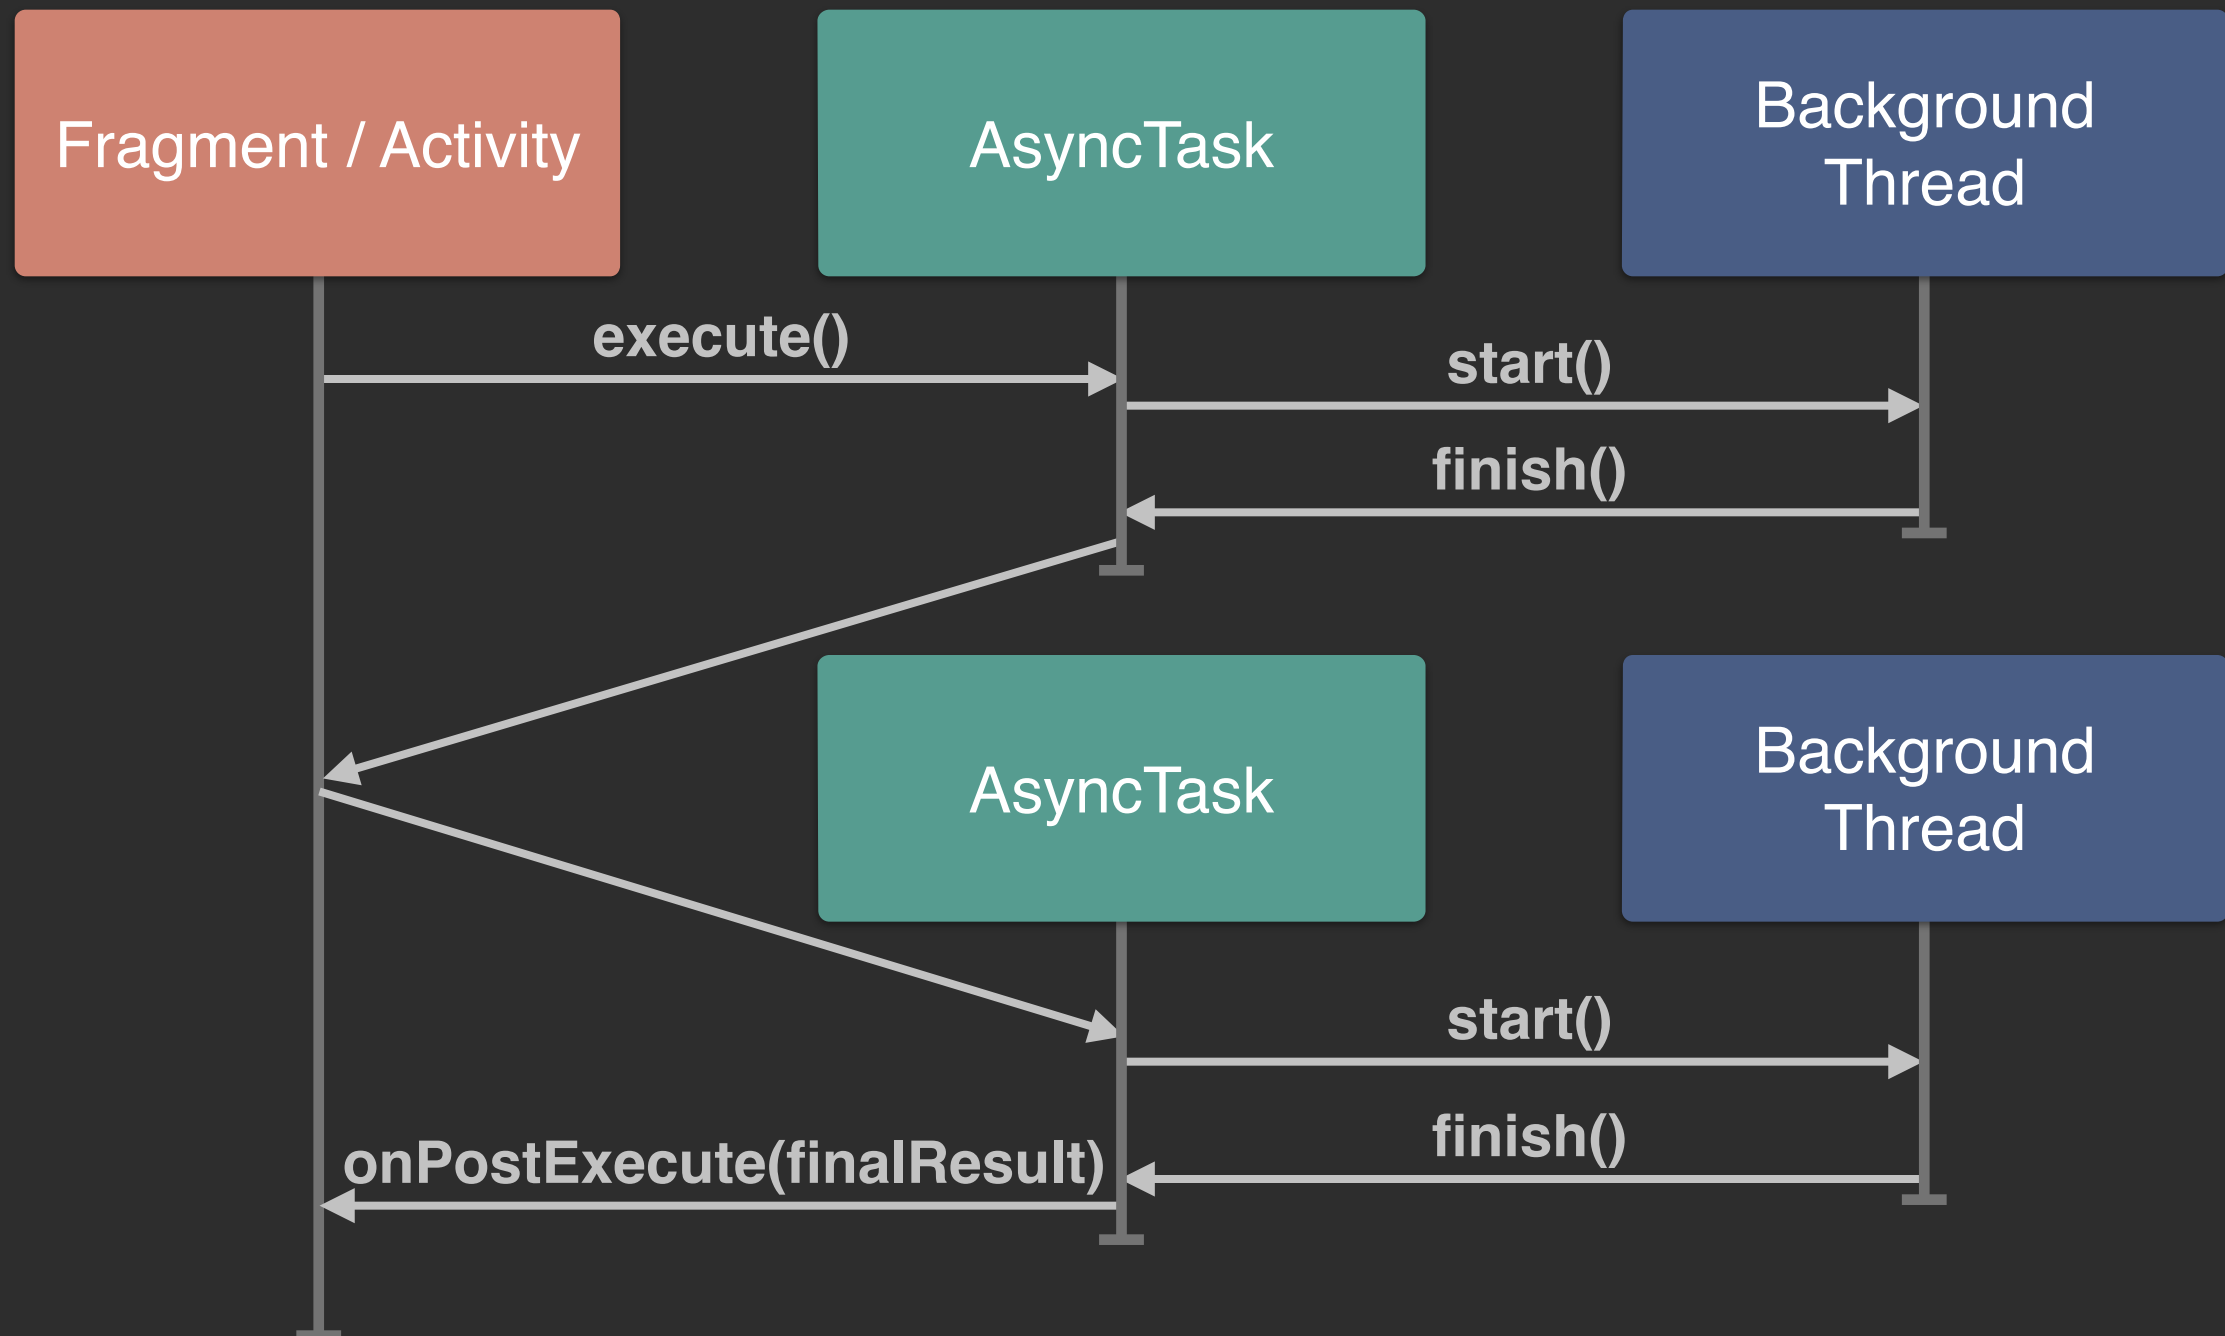 Fragment / Activity
AsyncTask
Background
Thread
execute()
start()
finish()
AsyncTask
Background
Thread
start()
finish()
onPostExecute(finalResult)